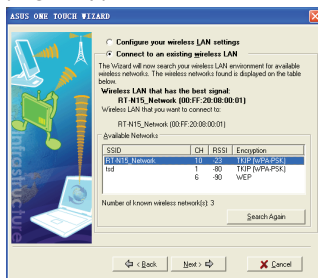 ASUS ONE TOUCH WIZARD
Configure your wireless LAN settings
Connect to an existing wireless LAN
The Wizard will now search your wireless LAN environment for available
wireless networks. The wireless networks found is displayed on the table
below.
Wireless LAN that has the best signal:
RT-N15_Network (00:FF:20:08:00:01)
Wireless LAN that you want to connect to:
RT-N15_Network (00:FF:20:08:00:01)
Available Networks
SSID CH RSSI Encryption
RT-N15_Network 10 -23 TKIP (WPA-PSK)
tsd 1 -80 TKIP (WPA-PSK)
6 -90 WEP
Number of known wireless network(s): 3
Search Again
Infrastructure
< Back Next > Cancel